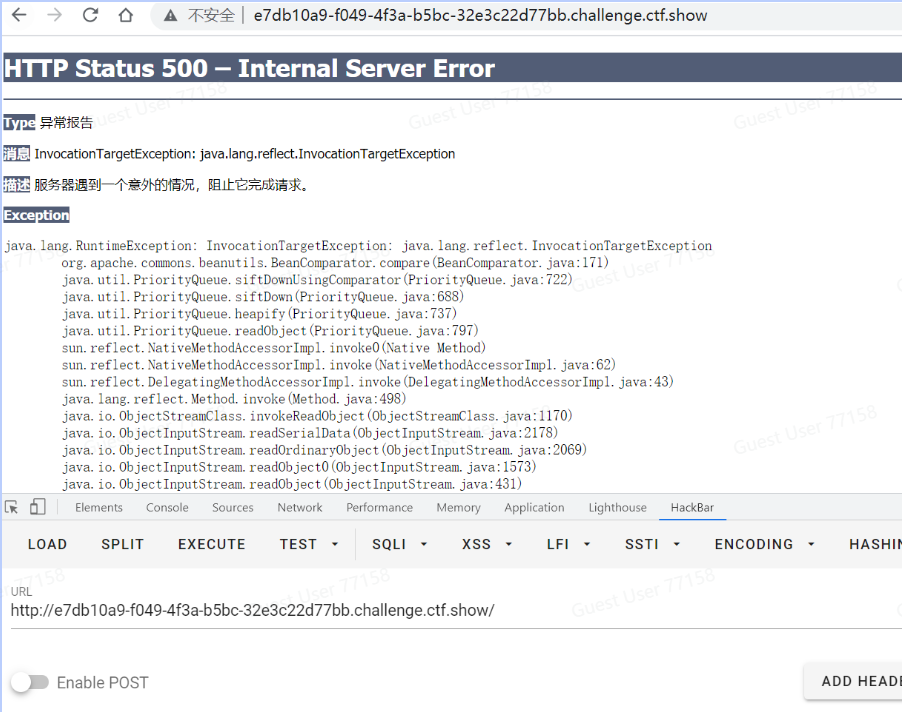 不安全 e7db10a9-f049-4f3a-b5bc-32e3c22d77bb.challenge.ctf.show
HTTP Status 500 – Internal Server Error
Type 异常报告
消息 InvocationTargetException: java.lang.reflect.InvocationTargetException
描述 服务器遇到一个意外的情况，阻止它完成请求。
Exception
java.lang.RuntimeException: InvocationTargetException: java.lang.reflect.InvocationTargetException
org.apache.commons.beanutils.BeanComparator.compare(BeanComparator.java:171)
java.util.PriorityQueue.siftDownUsingComparator(PriorityQueue.java:722)
java.util.PriorityQueue.siftDown(PriorityQueue.java:688)
java.util.PriorityQueue.heapify(PriorityQueue.java:737)
java.util.PriorityQueue.readObject(PriorityQueue.java:797)
sun.reflect.NativeMethodAccessorImpl.invoke0(Native Method)
sun.reflect.NativeMethodAccessorImpl.invoke(NativeMethodAccessorImpl.java:62)
sun.reflect.DelegatingMethodAccessorImpl.invoke(DelegatingMethodAccessorImpl.java:43)
java.lang.reflect.Method.invoke(Method.java:498)
java.io.ObjectStreamClass.invokeReadObject(ObjectStreamClass.java:1170)
java.io.ObjectInputStream.readSerialData(ObjectInputStream.java:2178)
java.io.ObjectInputStream.readOrdinaryObject(ObjectInputStream.java:2069)
java.io.ObjectInputStream.readObject0(ObjectInputStream.java:1573)
java.io.ObjectInputStream.readObject(ObjectInputStream.java:431)
Elements Console Sources Network Performance Memory Application Lighthouse HackBar
LOAD SPLIT EXECUTE TEST SQLI XSS LFI SSTI ENCODING HASHIN
URL
http://e7db10a9-f049-4f3a-b5bc-32e3c22d77bb.challenge.ctf.show/
Enable POST ADD HEADE
Guest User 77158